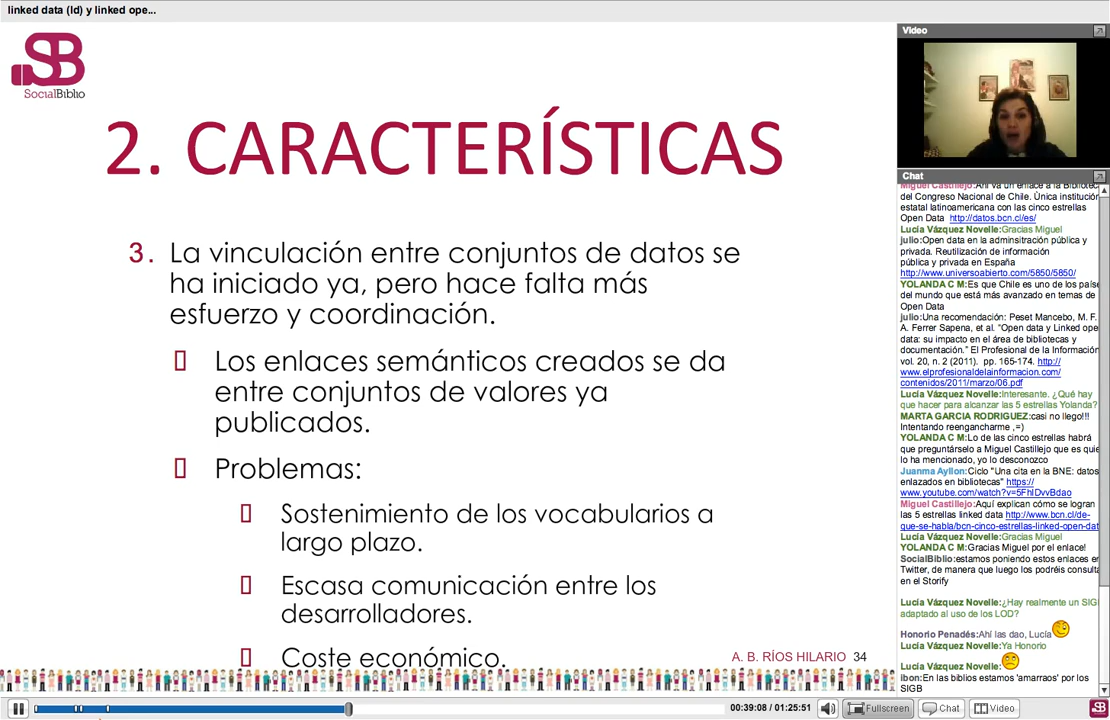 linked data (ld) y linked ope...
SB
SocialBiblio
2. CARACTERÍSTICAS
3. La vinculación entre conjuntos de datos se
ha iniciado ya, pero hace falta más
esfuerzo y coordinación.
Los enlaces semánticos creados se da
entre conjuntos de valores ya
publicados.
Problemas:
Sostenimiento de los vocabularios a
largo plazo.
Escasa comunicación entre los
desarrolladores.
Coste económico.
A. B. RÍOS HILARIO 34
Video
Chat
Miguel Castillejo:Ahí va un enlace a la Bibliotec
del Congreso Nacional de Chile. Única institución
estatal latinoamericana con las cinco estrellas
Open Data http://datos.bcn.cl/es/
Lucía Vázquez Novelle:Gracias Miguel
julio:Open data en la adminsitración pública y
privada. Reutilización de información
pública y privada en España
http://www.universoabierto.com/5850/5850/
YOLANDA C M:Es que Chile es uno de los paíse
del mundo que está más avanzado en temas de
Open Data
julio:Una recomendación: Peset Mancebo, M. F.
A. Ferrer Sapena, et al. "Open data y Linked ope
data: su impacto en el área de bibliotecas y
documentación." El Profesional de la Información
vol. 20, n. 2 (2011). pp. 165-174. http://
www.elprofesionaldelainformacion.com/
contenidos/2011/marzo/06.pdf
Lucía Vázquez Novelle:Interesante. ¿Qué hay
que hacer para alcanzar las 5 estrellas Yolanda?
MARTA GARCIA RODRIGUEZ:casi no llego!!!
Intentando reengancharme ,=)
YOLANDA C M:Lo de las cinco estrellas habrá
que preguntárselo a Miguel Castillejo que es quie
lo ha mencionado, yo lo desconozco
Juanma Ayllon:Ciclo "Una cita en la BNE: datos
enlazados en bibliotecas" https://
www.youtube.com/watch?v=5FhIDvvBdao
Miguel Castillejo:Aquí explican cómo se logran
las 5 estrellas linked data http://www.bcn.cl/de-
que-se-habla/bcn-cinco-estrellas-linked-open-dat
Lucía Vázquez Novelle:Gracias Miguel
YOLANDA C M:Gracias Miguel por el enlace!
SocialBiblio:estamos poniendo estos enlaces en
Twitter, de manera que luego los podréis consulta
en el Storify
Lucía Vázquez Novelle:¿Hay realmente un SIG
adaptado al uso de los LOD?
Honorio Penadés:Ahí las dao, Lucía
Lucía Vázquez Novelle:Ya Honorio
Lucía Vázquez Novelle:
Ibon:En las biblios estamos 'amarraos' por los
SIGB
00:39:08 / 01:25:51
Fullscreen
Chat
Video
SB